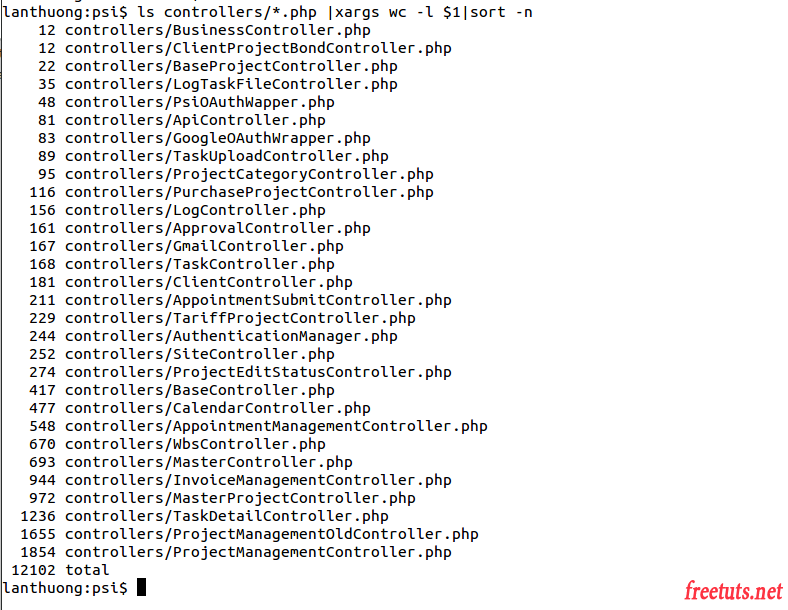 lanthuong:psi$ ls controllers/*.php |xargs wc -l $1|sort -n
12 controllers/BusinessController.php
12 controllers/ClientProjectBondController.php
22 controllers/BaseProjectController.php
35 controllers/LogTaskFileController.php
48 controllers/PsiOAuthWapper.php
81 controllers/ApiController.php
83 controllers/GoogleOAuthWrapper.php
89 controllers/TaskUploadController.php
95 controllers/ProjectCategoryController.php
116 controllers/PurchaseProjectController.php
156 controllers/LogController.php
161 controllers/ApprovalController.php
167 controllers/GmailController.php
168 controllers/TaskController.php
181 controllers/ClientController.php
211 controllers/AppointmentSubmitController.php
229 controllers/TariffProjectController.php
244 controllers/AuthenticationManager.php
252 controllers/SiteController.php
274 controllers/ProjectEditStatusController.php
417 controllers/BaseController.php
477 controllers/CalendarController.php
548 controllers/AppointmentManagementController.php
670 controllers/WbsController.php
693 controllers/MasterController.php
944 controllers/InvoiceManagementController.php
972 controllers/MasterProjectController.php
1236 controllers/TaskDetailController.php
1655 controllers/ProjectManagementOldController.php
1854 controllers/ProjectManagementController.php
12102 total
lanthuong:psi$
freetuts.net